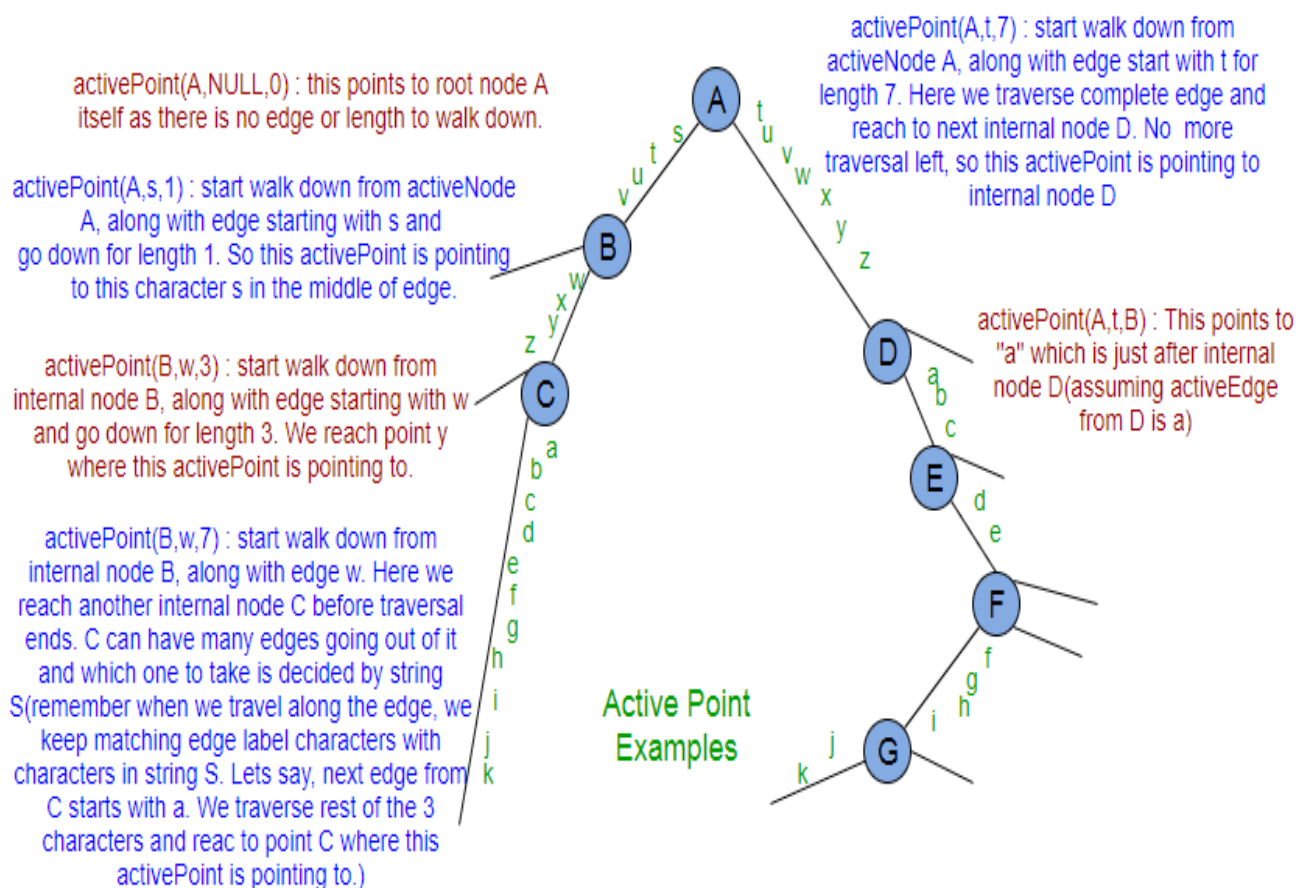 activePoint(A,NULL,0) : this points to root node A
itself as there is no edge or length to walk down.
activePoint(A,s,1) : start walk down from activeNode
A, along with edge starting with s and
go down for length 1. So this activePoint is pointing
to this character s in the middle of edge.
activePoint(B,w,3) : start walk down from
internal node B, along with edge starting with w
and go down for length 3. We reach point y
where this activePoint is pointing to.
activePoint(B,w,7) : start walk down from
internal node B, along with edge w. Here we
reach another internal node C before traversal
ends. C can have many edges going out of it
and which one to take is decided by string
S(remember when we travel along the edge, we
keep matching edge label characters with
characters in string S. Lets say, next edge from
C starts with a. We traverse rest of the 3
characters and reac to point C where this
activePoint is pointing to.)
A
s
t
u
v
B
w
x
y
z
C
a
b
c
d
e
f
g
h
i
j
k
t
u
v
w
x
y
z
D
a
b
c
E
d
e
F
f
g
h
i
G
j
k
Active Point
Examples
activePoint(A,t,7) : start walk down from
activeNode A, along with edge start with t for
length 7. Here we traverse complete edge and
reach to next internal node D. No more
traversal left, so this activePoint is pointing to
internal node D
activePoint(A,t,B) : This points to
"a" which is just after internal
node D(assuming activeEdge
from D is a)